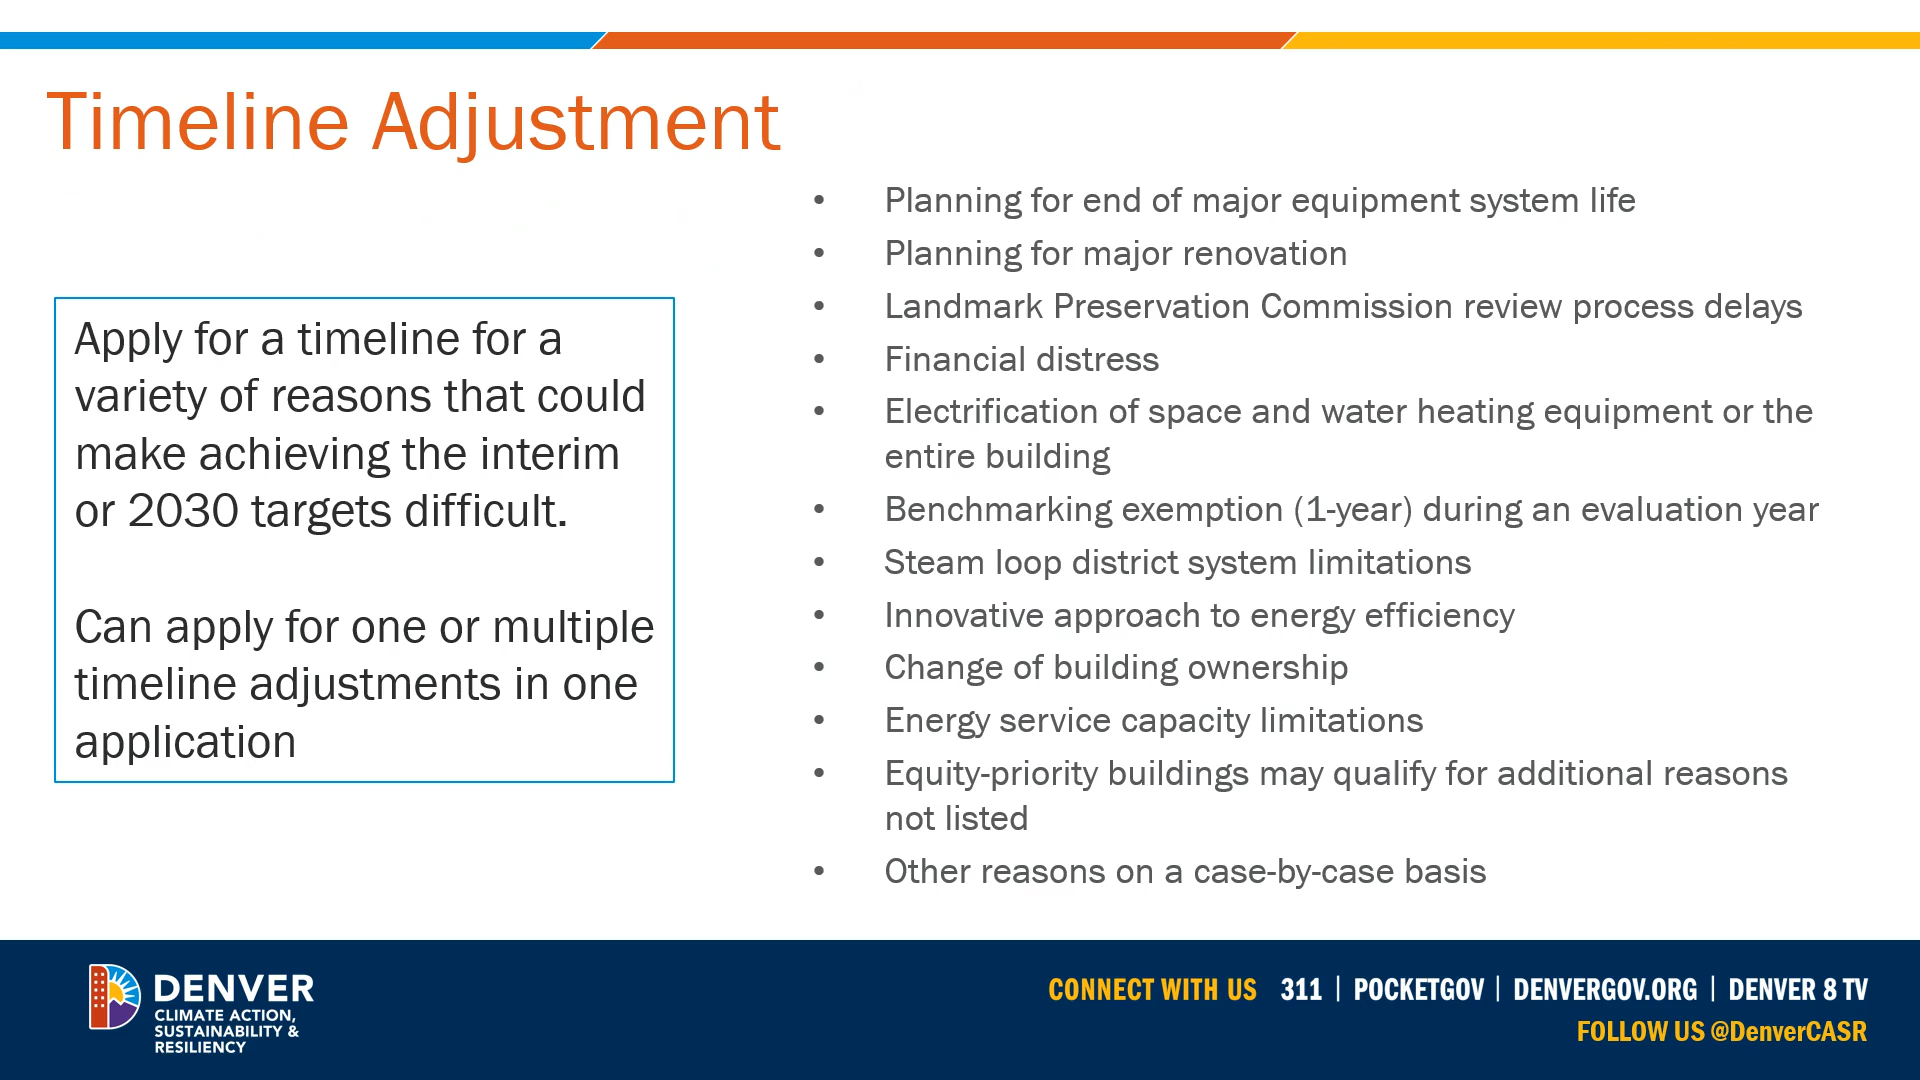 Timeline Adjustment
Apply for a timeline for a
variety of reasons that could
make achieving the interim
or 2030 targets difficult.
Can apply for one or multiple
timeline adjustments in one
application
• Planning for end of major equipment system life
• Planning for major renovation
• Landmark Preservation Commission review process delays
• Financial distress
• Electrification of space and water heating equipment or the
entire building
• Benchmarking exemption (1-year) during an evaluation year
• Steam loop district system limitations
• Innovative approach to energy efficiency
• Change of building ownership
• Energy service capacity limitations
• Equity-priority buildings may qualify for additional reasons
not listed
• Other reasons on a case-by-case basis
DENVER
CLIMATE ACTION,
SUSTAINABILITY &
RESILIENCY
CONNECT WITH US 311 | POCKETGOV | DENVERGOV.ORG | DENVER 8 TV
FOLLOW US @DenverCASR